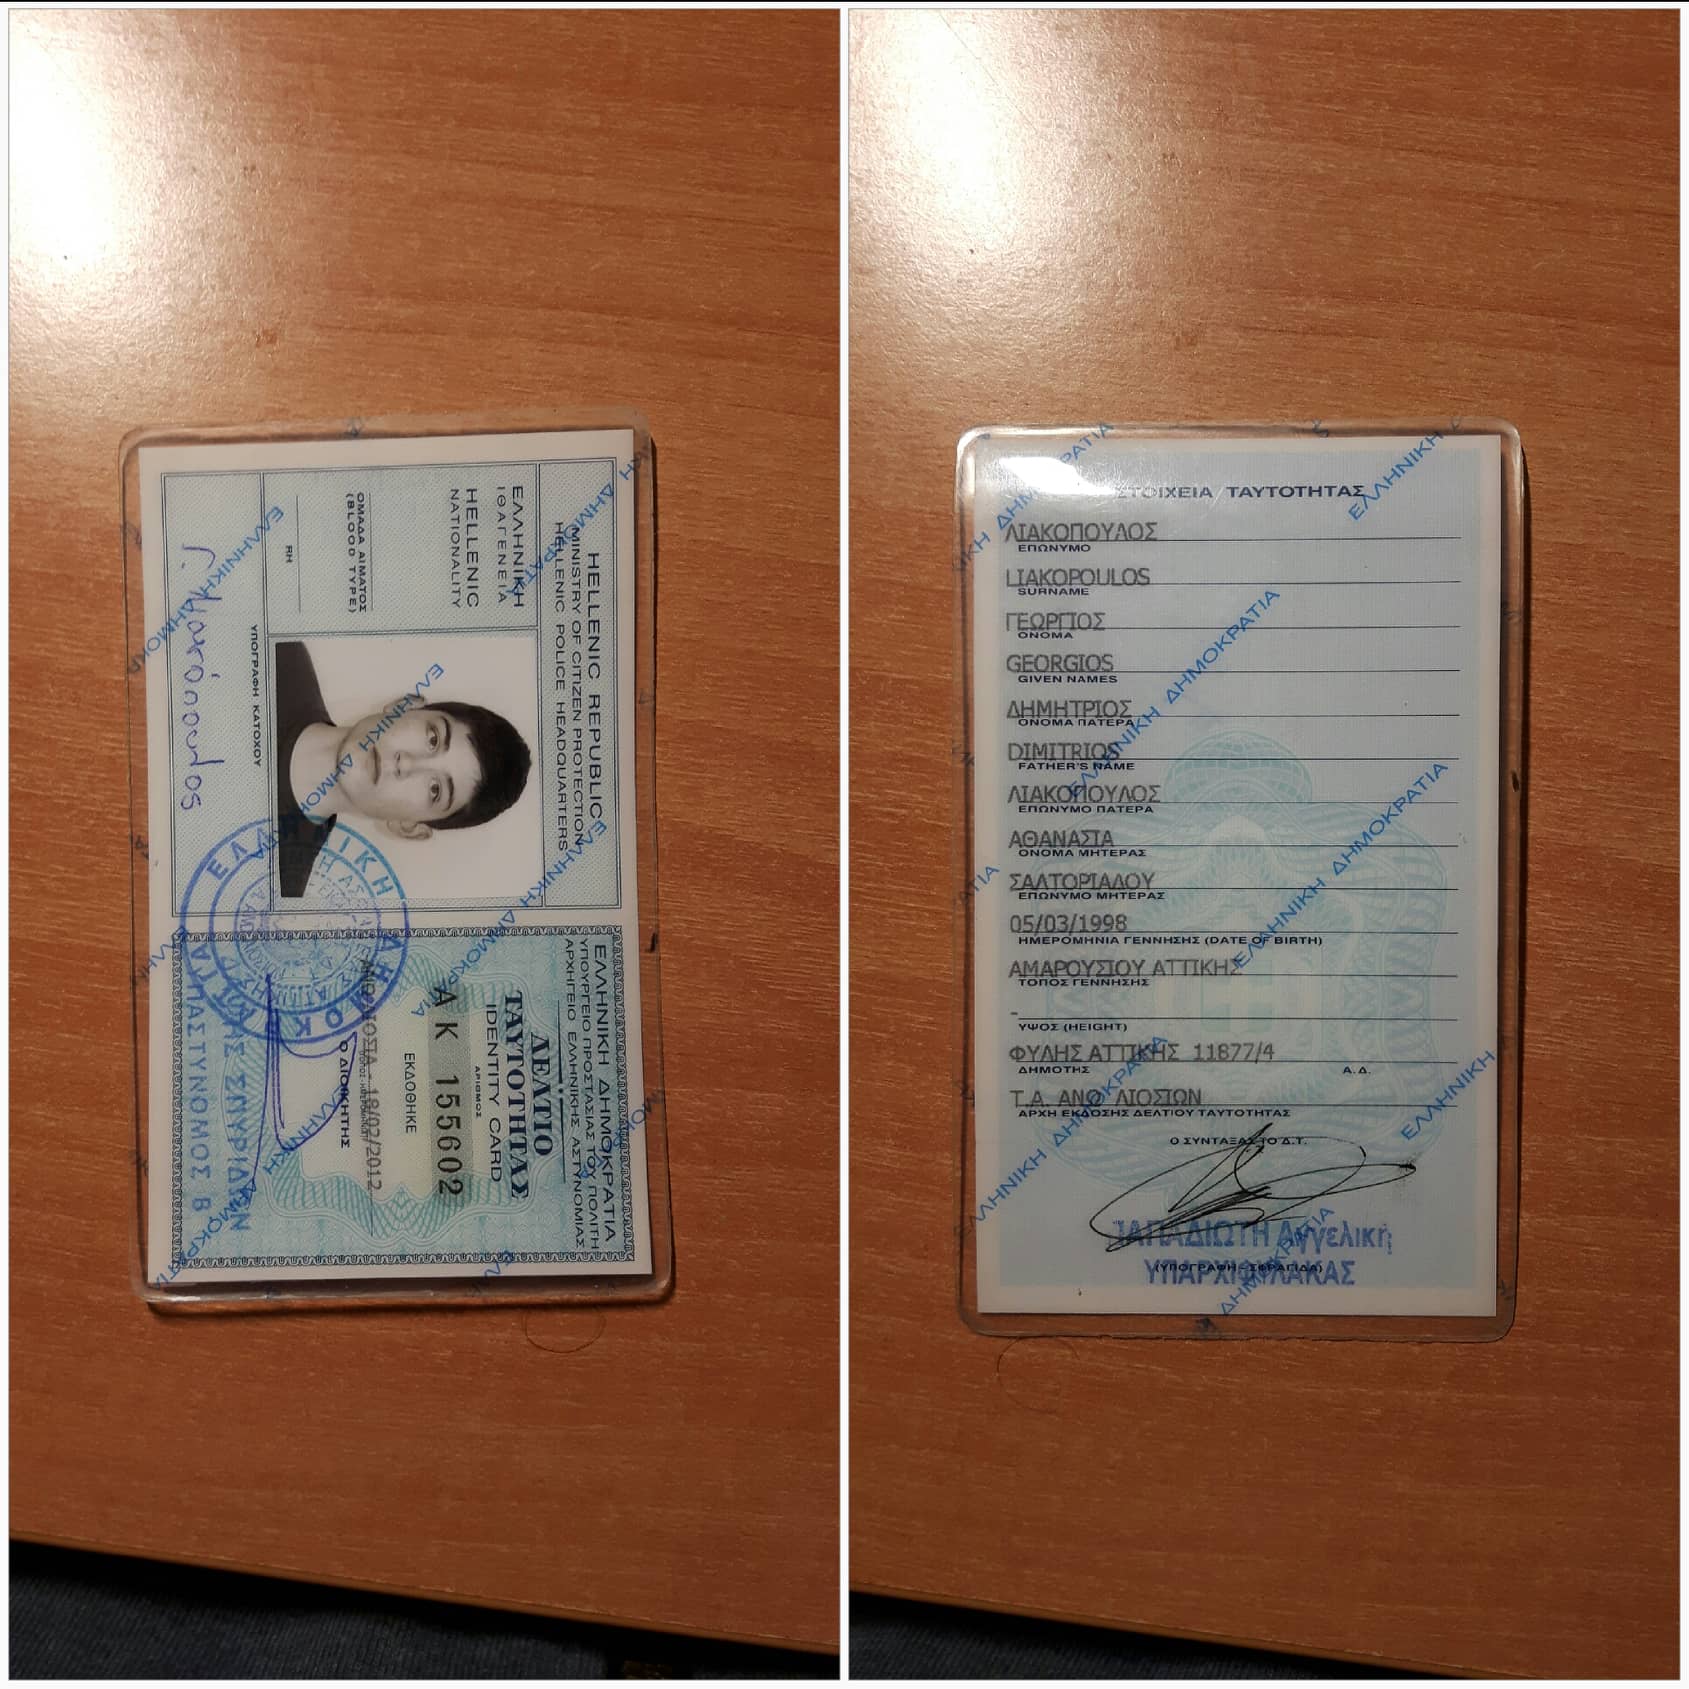 HELLENIC REPUBLIC
MINISTRY OF CITIZEN PROTECTION
HELLENIC POLICE HEADQUARTERS
ΕΛΛΗΝΙΚΗ
ΙΘΑΓΕΝΕΙΑ
HELLENIC
NATIONALITY
ΟΜΑΔΑ ΑΙΜΑΤΟΣ
(BLOOD TYPE)
RH
ΥΠΟΓΡΑΦΗ ΚΑΤΟΧΟΥ
Γ. Λιακόπουλος
ΕΛΛΗΝΙΚΗ ΔΗΜΟΚΡΑΤΙΑ
ΥΠΟΥΡΓΕΙΟ ΠΡΟΣΤΑΣΙΑΣ ΤΟΥ ΠΟΛΙΤΗ
ΑΡΧΗΓΕΙΟ ΕΛΛΗΝΙΚΗΣ ΑΣΤΥΝΟΜΙΑΣ
ΔΕΛΤΙΟ
ΤΑΥΤΟΤΗΤΑΣ
IDENTITY CARD
ΑΡΙΘΜΟΣ
ΑΚ 155602
ΕΚΔΟΘΗΚΕ
18/02/2012
Ο ΔΙΟΙΚΗΤΗΣ
ΣΠΥΡΙΔΩΝ
ΑΣΤΥΝΟΜΟΣ Β
ΣΤΟΙΧΕΙΑ ΤΑΥΤΟΤΗΤΑΣ
ΛΙΑΚΟΠΟΥΛΟΣ
ΕΠΩΝΥΜΟ
LIAKOPOULOS
SURNAME
ΓΕΩΡΓΙΟΣ
ΟΝΟΜΑ
GEORGIOS
GIVEN NAMES
ΔΗΜΗΤΡΙΟΣ
ΟΝΟΜΑ ΠΑΤΕΡΑ
DIMITRIOS
FATHER'S NAME
ΛΙΑΚΟΠΟΥΛΟΣ
ΕΠΩΝΥΜΟ ΠΑΤΕΡΑ
ΑΘΑΝΑΣΙΑ
ΟΝΟΜΑ ΜΗΤΕΡΑΣ
ΣΑΛΤΟΡΙΑΔΟΥ
ΕΠΩΝΥΜΟ ΜΗΤΕΡΑΣ
05/03/1998
ΗΜΕΡΟΜΗΝΙΑ ΓΕΝΝΗΣΗΣ (DATE OF BIRTH)
ΑΜΑΡΟΥΣΙΟΥ ΑΤΤΙΚΗΣ
ΤΟΠΟΣ ΓΕΝΝΗΣΗΣ
-
ΥΨΟΣ (HEIGHT)
ΦΥΛΗΣ ΑΤΤΙΚΗΣ 11877/4
ΔΗΜΟΤΗΣ Α.Δ.
Τ.Α. ΑΝΩ ΛΙΟΣΙΩΝ
ΑΡΧΗ ΕΚΔΟΣΗΣ ΔΕΛΤΙΟΥ ΤΑΥΤΟΤΗΤΑΣ
Ο ΣΥΝΤΑΞΑΣ ΤΟ Δ.Τ.
ΠΑΠΑΔΙΩΤΗ Αγγελική
(ΥΠΟΓΡΑΦΗ - ΣΦΡΑΓΙΔΑ)
ΥΠΑΡΧΙΦΥΛΑΚΑΣ
ΕΛΛΗΝΙΚΗ ΔΗΜΟΚΡΑΤΙΑ